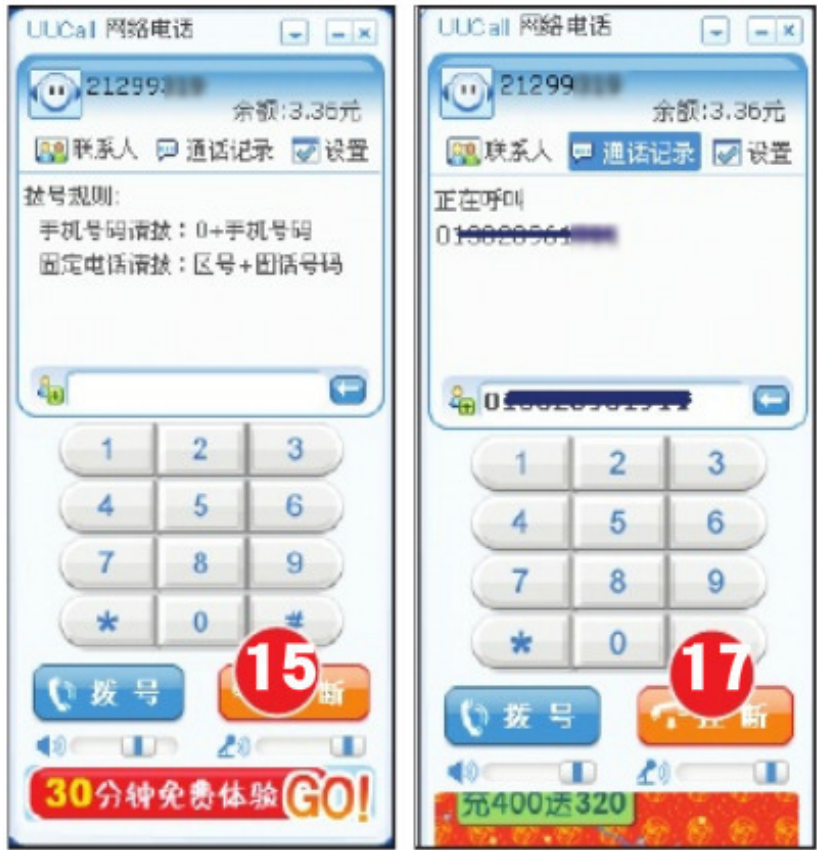 UUCall 网络电话
21299
余额:3.36元
联系人 通话记录 设置
拨号规则:
手机号码请拨：0+手机号码
固定电话请拨：区号+固话号码
1 2 3
4 5 6
7 8 9
* 0 #
15
拨号 断
30分钟免费体验GO!
UUCall 网络电话
21299
余额:3.36元
联系人 通话记录 设置
正在呼叫
1 2 3
4 5 6
7 8 9
* 0
17
拨号 挂断
充400送320